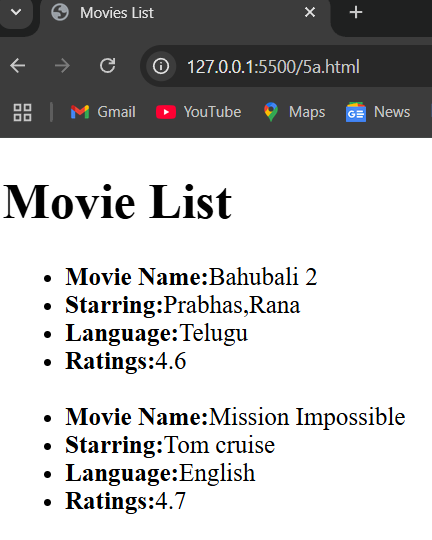 Movies List
127.0.0.1:5500/5a.html
Gmail YouTube Maps GE News
Movie List
Movie Name:Bahubali 2
Starring:Prabhas,Rana
Language:Telugu
Ratings:4.6
Movie Name:Mission Impossible
Starring:Tom cruise
Language:English
Ratings:4.7